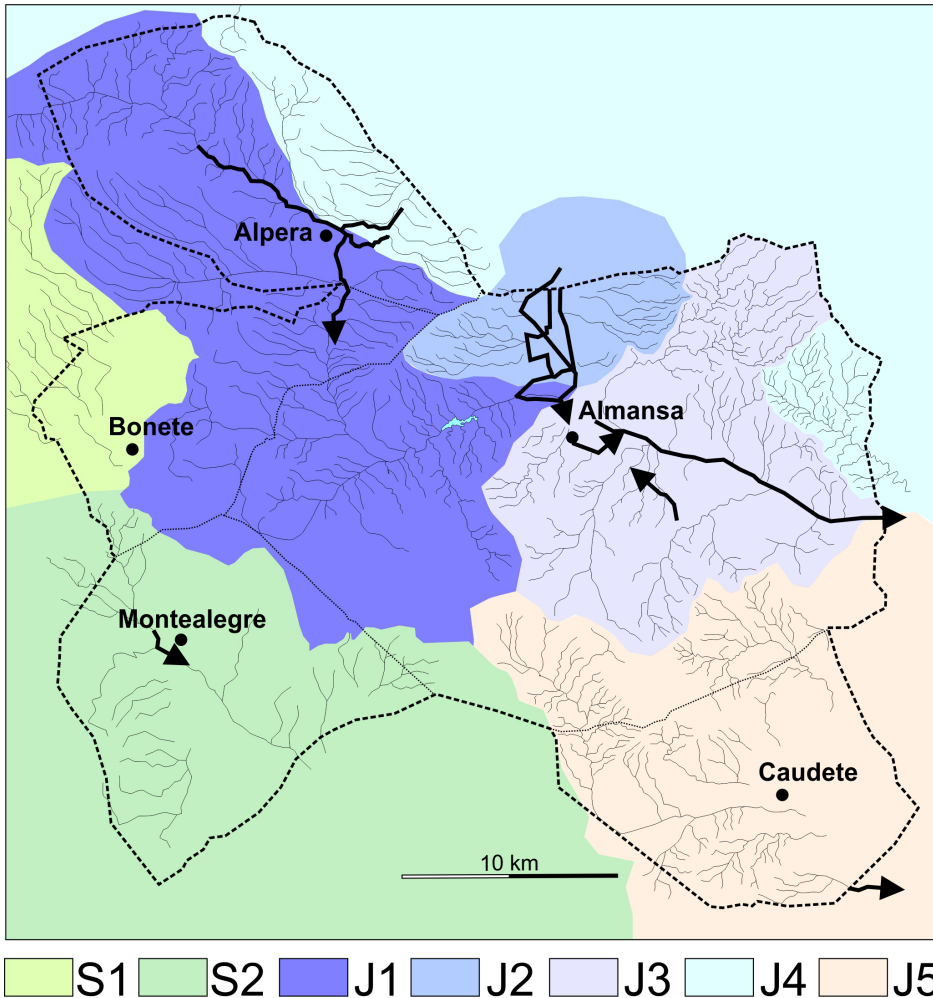 Alpera
Almansa
Bonete
Montealegre
Caudete
10 km
S1 S2 J1 J2 J3 J4 J5